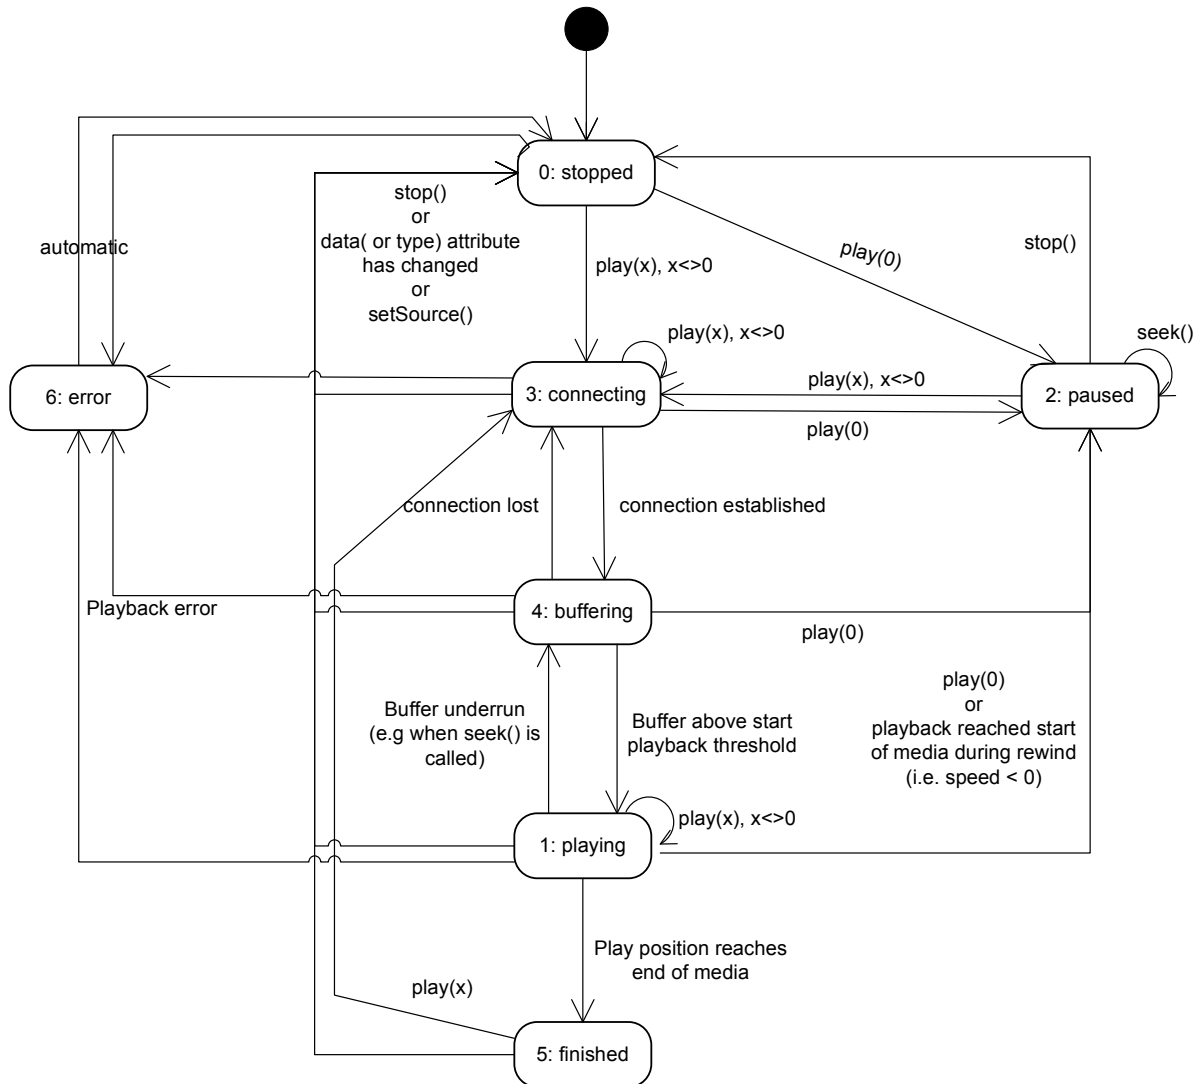 0: stopped
stop()
or
data( or type) attribute
has changed
or
setSource()
automatic
play(x), x<>0
play(0)
stop()
play(x), x<>0
seek()
6: error
3: connecting
play(x), x<>0
play(0)
2: paused
connection lost
connection established
Playback error
4: buffering
play(0)
Buffer underrun
(e.g when seek() is
called)
Buffer above start
playback threshold
play(0)
or
playback reached start
of media during rewind
(i.e. speed < 0)
1: playing
play(x), x<>0
Play position reaches
end of media
play(x)
5: finished